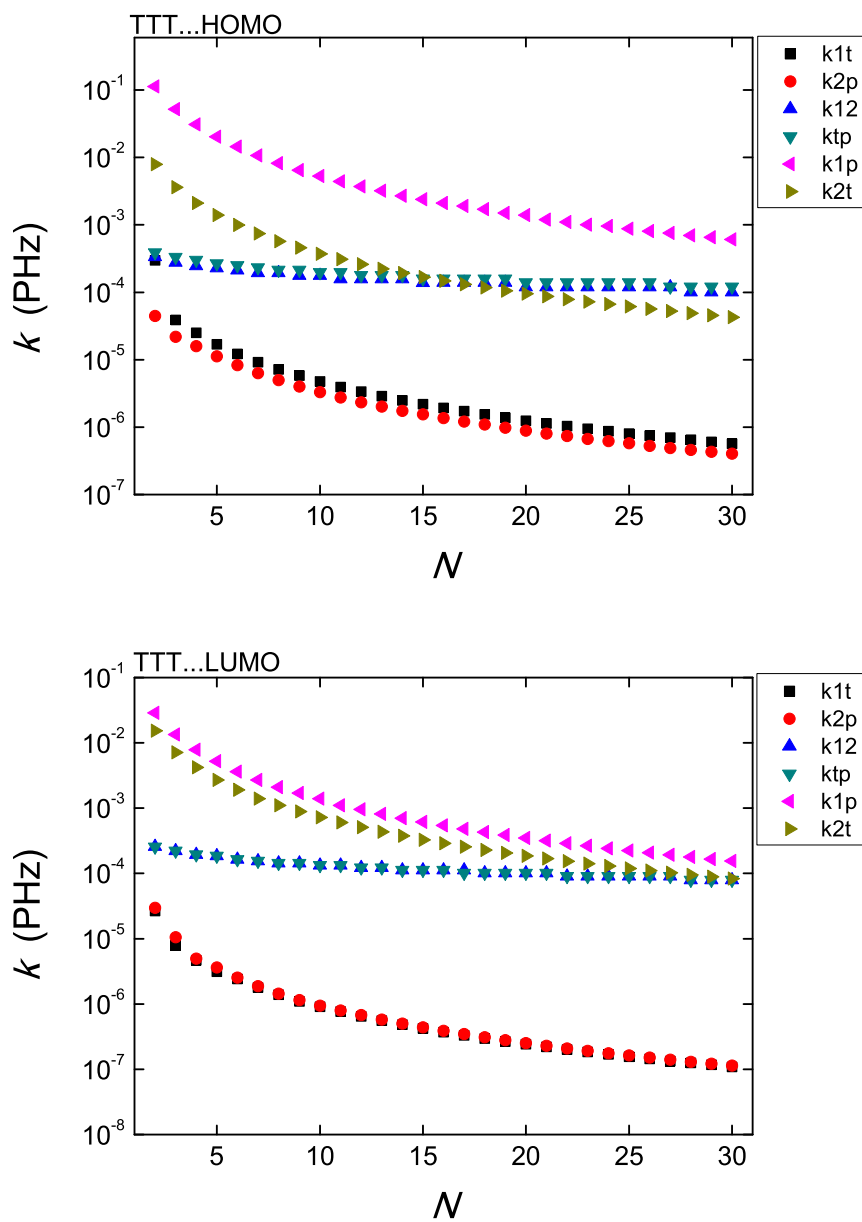 TTT...HOMO
k1t
k2p
k12
ktp
k1p
k2t
10⁻¹
10⁻²
10⁻³
10⁻⁴
10⁻⁵
10⁻⁶
10⁻⁷
k (PHz)
5 10 15 20 25 30
N
TTT...LUMO
k1t
k2p
k12
ktp
k1p
k2t
10⁻¹
10⁻²
10⁻³
10⁻⁴
10⁻⁵
10⁻⁶
10⁻⁷
10⁻⁸
k (PHz)
5 10 15 20 25 30
N